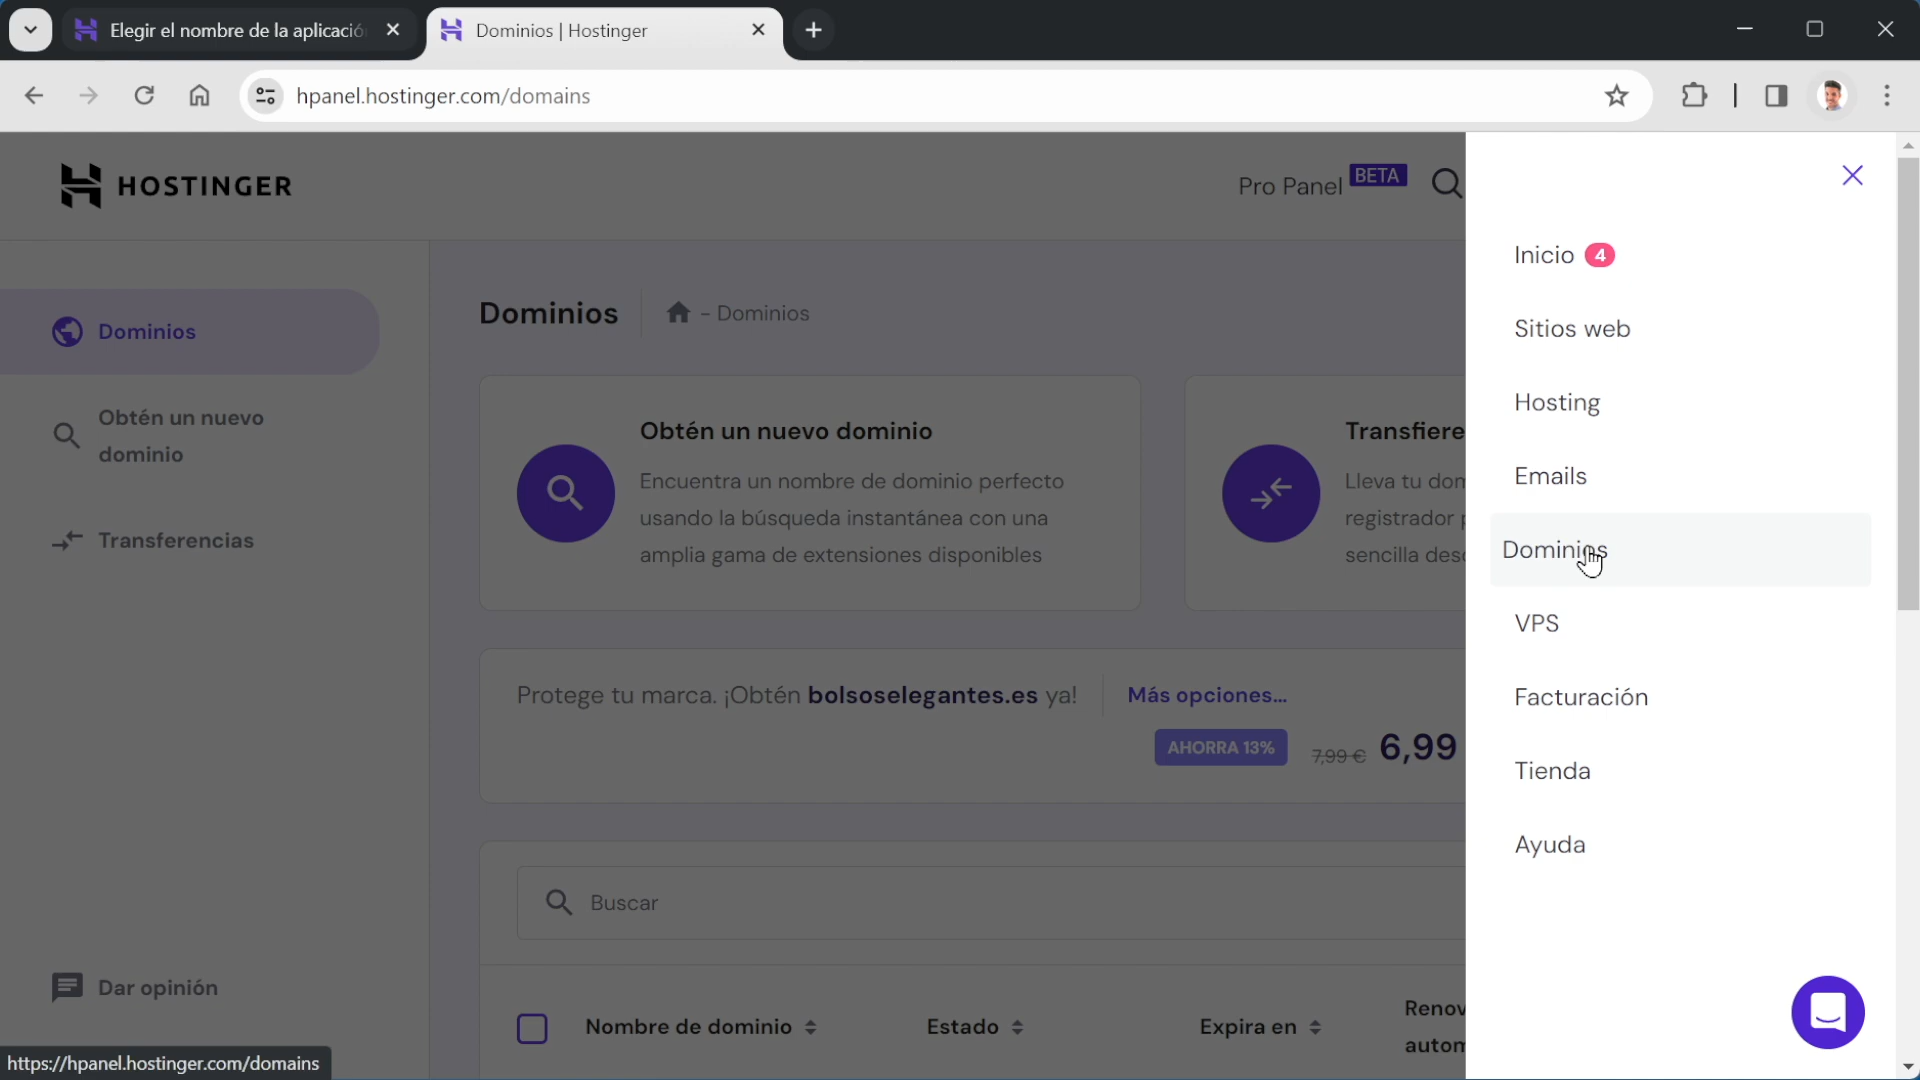 Elegir el nombre de la aplicació
Dominios | Hostinger
hpanel.hostinger.com/domains
HOSTINGER
Pro Panel BETA
Dominios
Obtén un nuevo
dominio
Transferencias
Dar opinión
Dominios - Dominios
Obtén un nuevo dominio
Encuentra un nombre de dominio perfecto
usando la búsqueda instantánea con una
amplia gama de extensiones disponibles
Transfiere
Lleva tu dom
registrador p
sencilla desd
Protege tu marca. ¡Obtén bolsoselegantes.es ya! Más opciones...
AHORRA 13% 7,99 € 6,99
Buscar
Nombre de dominio Estado Expira en
Renov
autom
Inicio 4
Sitios web
Hosting
Emails
Dominios
VPS
Facturación
Tienda
Ayuda
https://hpanel.hostinger.com/domains